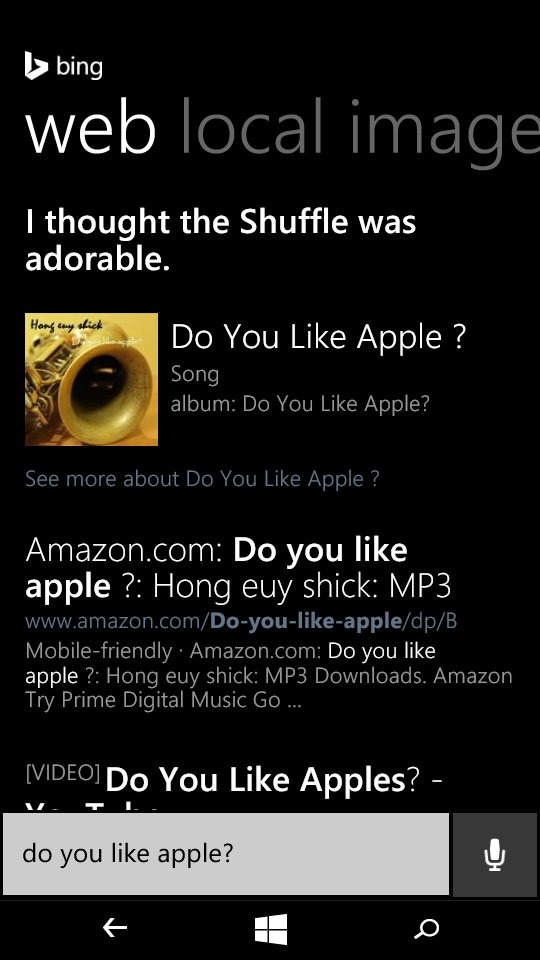 bing
web local image
I thought the Shuffle was
adorable.
Hong euy shick
Do you like apple?
Do You Like Apple ?
Song
album: Do You Like Apple?
See more about Do You Like Apple ?
Amazon.com: Do you like
apple ?: Hong euy shick: MP3
www.amazon.com/Do-you-like-apple/dp/B
Mobile-friendly · Amazon.com: Do you like
apple ?: Hong euy shick: MP3 Downloads. Amazon
Try Prime Digital Music Go ...
[VIDEO] Do You Like Apples? -
YouTube
do you like apple?